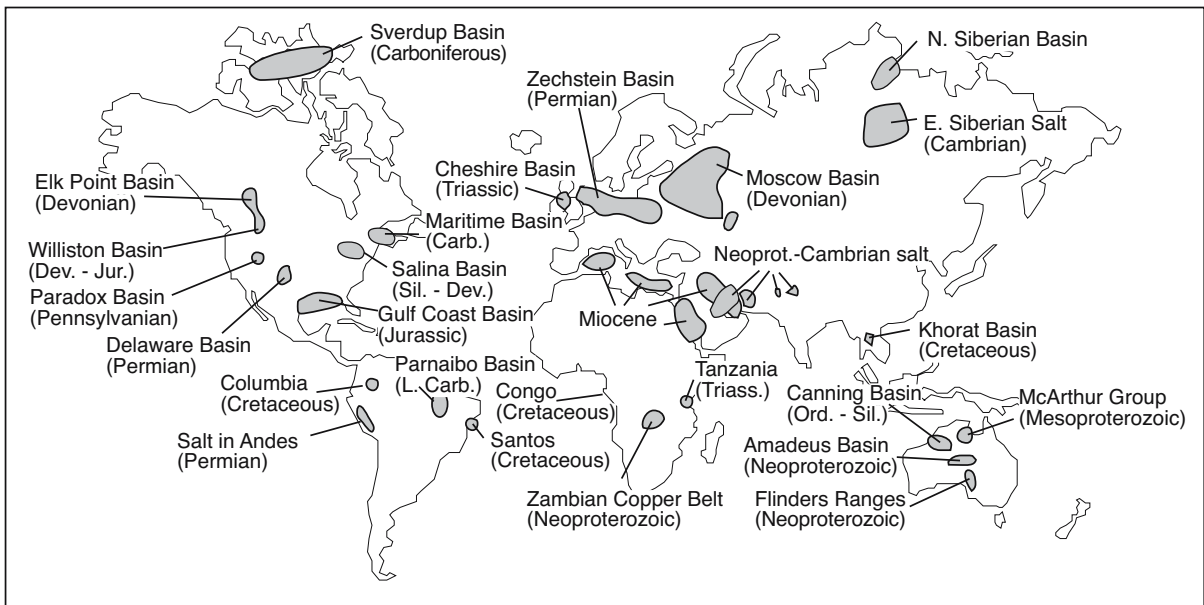 Sverdup Basin
(Carboniferous)
N. Siberian Basin
Zechstein Basin
(Permian)
E. Siberian Salt
(Cambrian)
Cheshire Basin
(Triassic)
Moscow Basin
(Devonian)
Elk Point Basin
(Devonian)
Maritime Basin
(Carb.)
Williston Basin
(Dev. - Jur.)
Neoprot.-Cambrian salt
Salina Basin
(Sil. - Dev.)
Paradox Basin
(Pennsylvanian)
Gulf Coast Basin
(Jurassic)
Miocene
Khorat Basin
(Cretaceous)
Delaware Basin
(Permian)
Parnaibo Basin
(L. Carb.)
Tanzania
(Triass.)
Columbia
(Cretaceous)
Congo
(Cretaceous)
Canning Basin
(Ord. - Sil.)
McArthur Group
(Mesoproterozoic)
Salt in Andes
(Permian)
Santos
(Cretaceous)
Amadeus Basin
(Neoproterozoic)
Zambian Copper Belt
(Neoproterozoic)
Flinders Ranges
(Neoproterozoic)